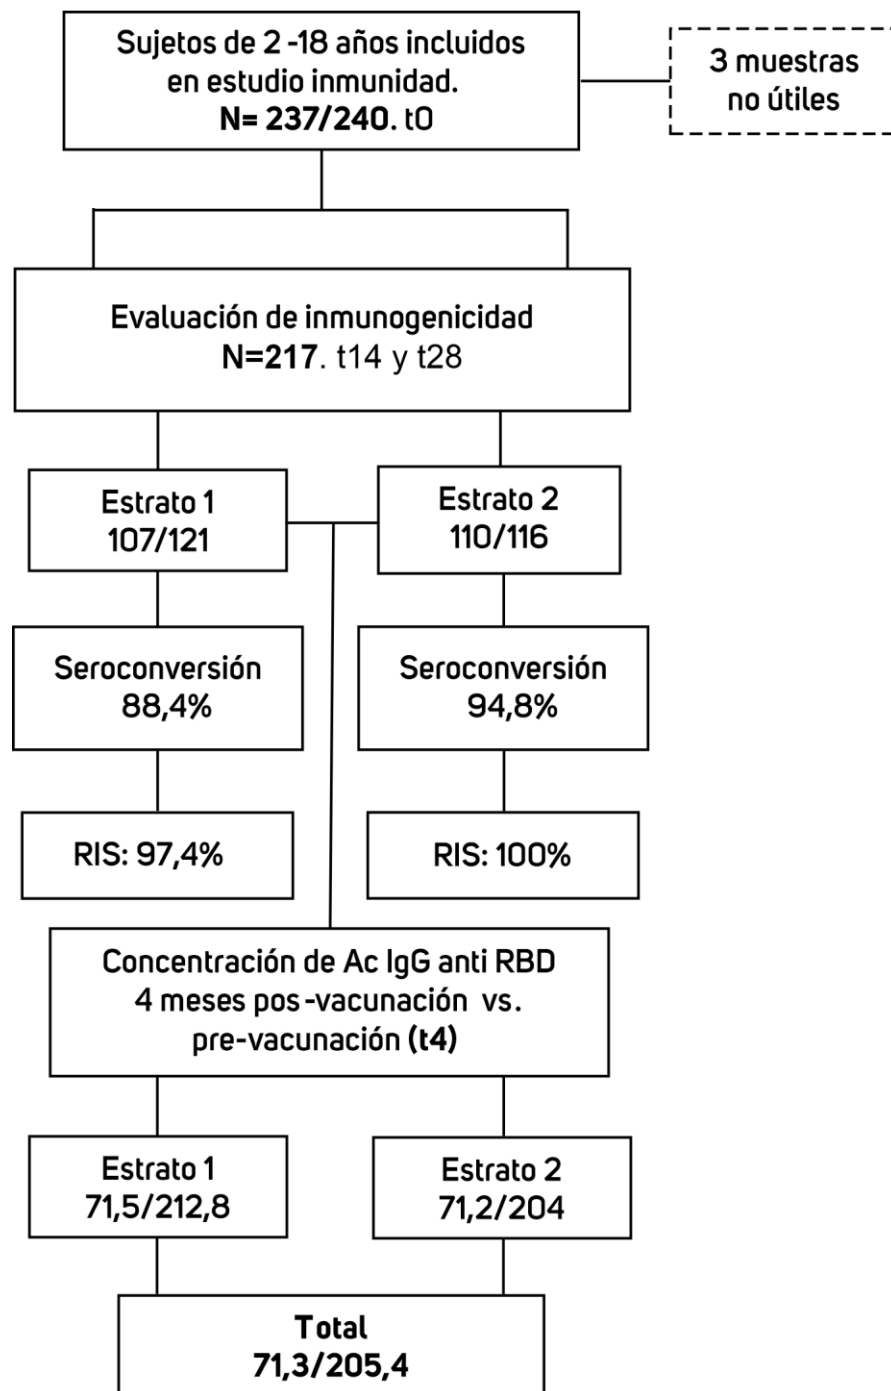 Sujetos de 2 -18 años incluidos
en estudio inmunidad.
N= 237/240. t0
3 muestras
no útiles
Evaluación de inmunogenicidad
N=217. t14 y t28
Estrato 1
107/121
Estrato 2
110/116
Seroconversión
88,4%
Seroconversión
94,8%
RIS: 97,4%
RIS: 100%
Concentración de Ac IgG anti RBD
4 meses pos-vacunación vs.
pre-vacunación (t4)
Estrato 1
71,5/212,8
Estrato 2
71,2/204
Total
71,3/205,4